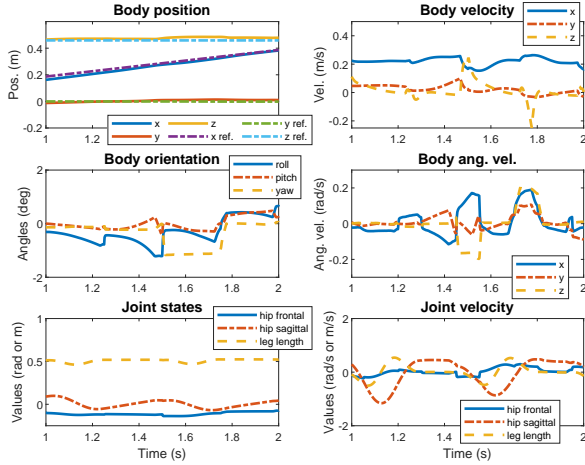 Body position
Pos. (m)
0.4
0.2
0
-0.2
x
z
y ref.
y
x ref.
z ref.
1
1.2
1.4
1.6
1.8
2
Body velocity
Vel. (m/s)
0.4
0.2
0
-0.2
x
y
z
1
1.2
1.4
1.6
1.8
2
Body orientation
Angles (deg)
2
0
-2
roll
pitch
yaw
1
1.2
1.4
1.6
1.8
2
Body ang. vel.
Ang. vel. (rad/s)
0.2
0
-0.2
x
y
z
1
1.2
1.4
1.6
1.8
2
Joint states
Values (rad or m)
1
0.5
0
-0.5
hip frontal
hip sagittal
leg length
1
1.2
1.4
1.6
1.8
2
Time (s)
Joint velocity
Values (rad/s or m/s)
2
0
-2
hip frontal
hip sagittal
leg length
1
1.2
1.4
1.6
1.8
2
Time (s)